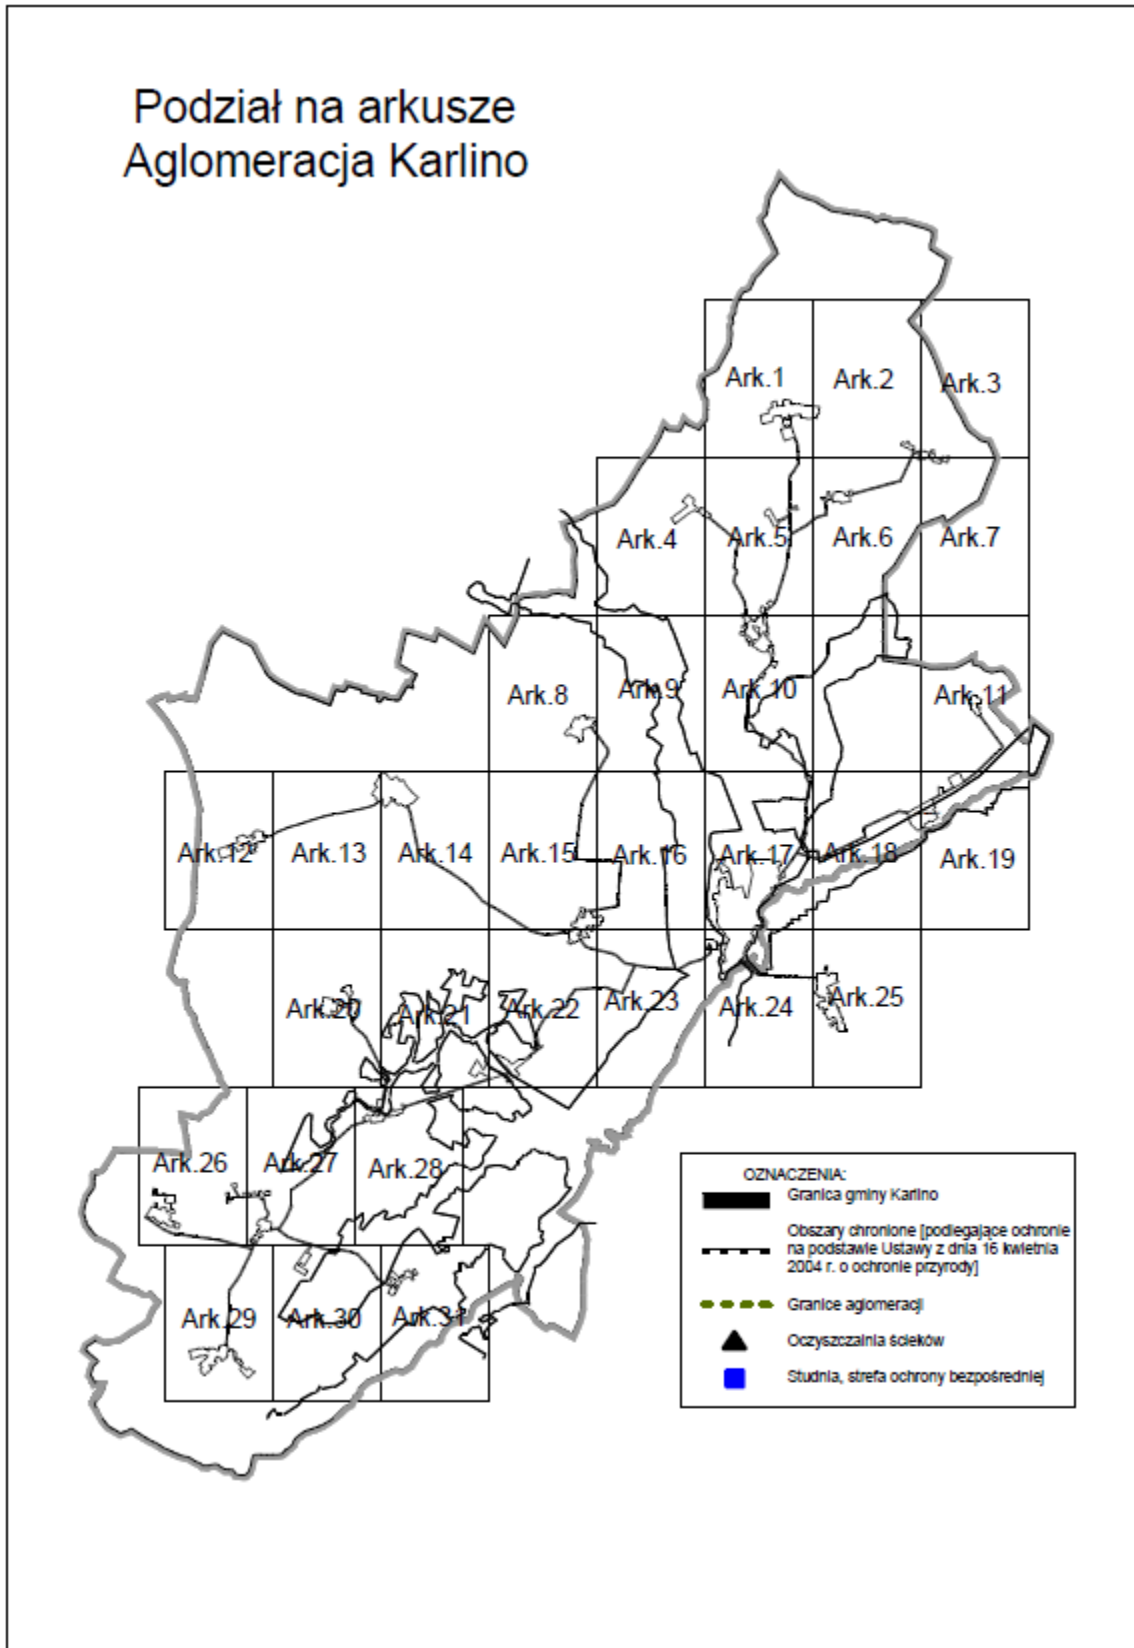 Podział na arkusze
Aglomeracja Karlino
Ark.1
Ark.2
Ark.3
Ark.4
Ark.5
Ark.6
Ark.7
Ark.8
Ark.9
Ark.10
Ark.11
Ark.12
Ark.13
Ark.14
Ark.15
Ark.16
Ark.17
Ark.18
Ark.19
Ark.20
Ark.21
Ark.22
Ark.23
Ark.24
Ark.25
Ark.26
Ark.27
Ark.28
Ark.29
Ark.30
Ark.31
OZNACZENIA:
Granica gminy Karlino
Obszary chronione [podlegające ochronie
na podstawie Ustawy z dnia 16 kwietnia
2004 r. o ochronie przyrody]
Granice aglomeracji
Oczyszczalnia ścieków
Studnia, strefa ochrony bezpośredniej